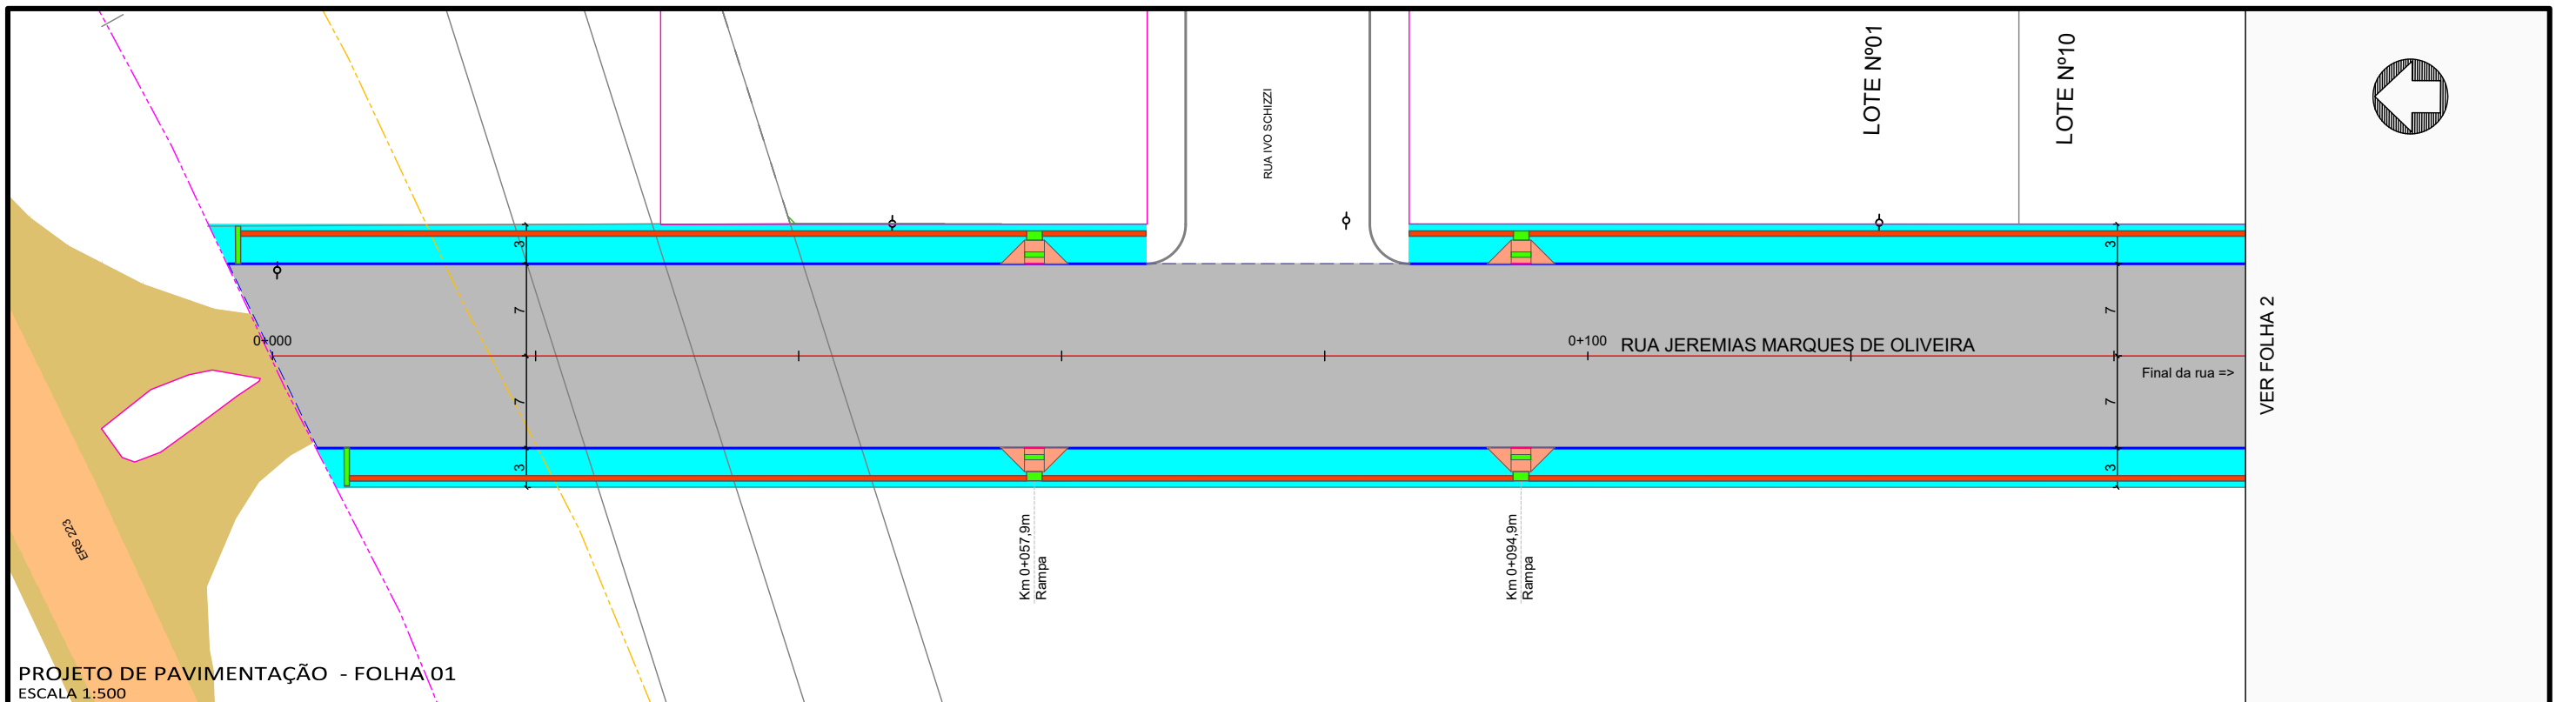 LOTE Nº01
LOTE Nº10
RUA IVO SCHIZZI
3
3
7
7
0+000
0+100
RUA JEREMIAS MARQUES DE OLIVEIRA
Final da rua =>
VER FOLHA 2
7
7
3
3
ERS 223
Km 0+057,9m
Rampa
Km 0+094,9m
Rampa
PROJETO DE PAVIMENTAÇÃO - FOLHA 01
ESCALA 1:500